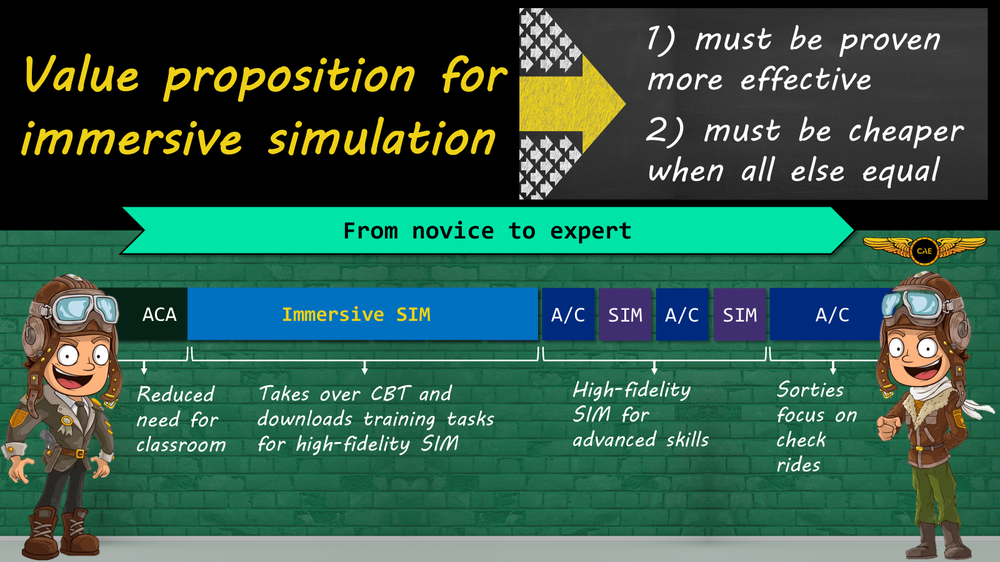 Value proposition for
immersive simulation
1) must be proven
more effective
2) must be cheaper
when all else equal
From novice to expert
CAE
ACA
Immersive SIM
A/C
SIM
A/C
SIM
A/C
Reduced
need for
classroom
Takes over CBT and
downloads training tasks
for high-fidelity SIM
High-fidelity
SIM for
advanced skills
Sorties
focus on
check
rides